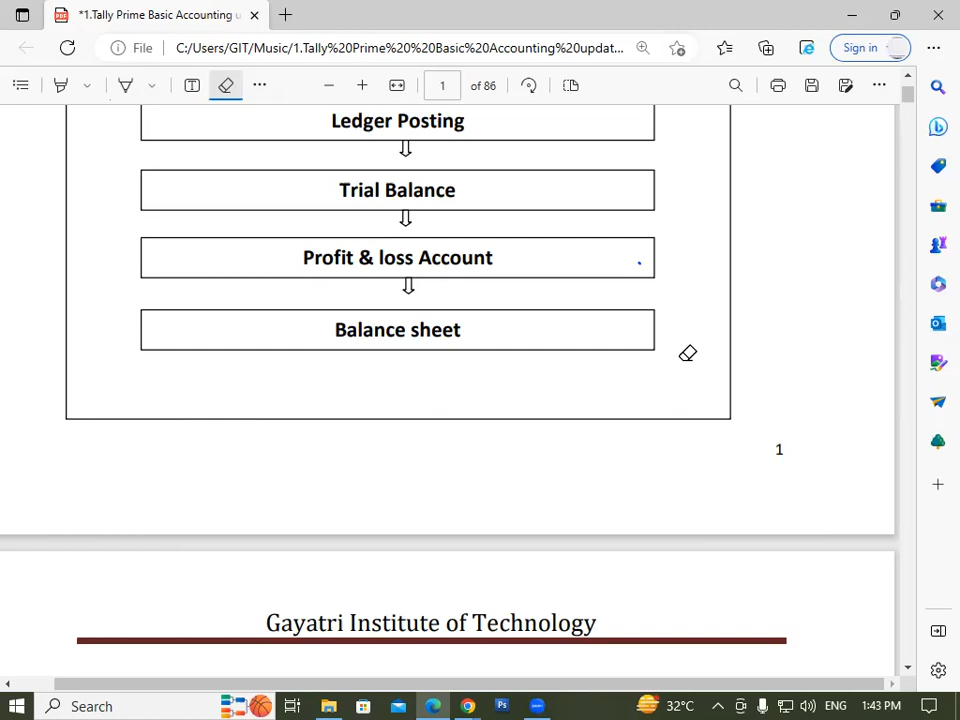 *1.Tally Prime Basic Accounting u
File
C:/Users/GIT/Music/1.Tally%20Prime%20%20Basic%20Accounting%20updat...
Sign in
1 of 86
Ledger Posting
Trial Balance
Profit & loss Account
Balance sheet
1
Gayatri Institute of Technology
Search
32°C
ENG
1:43 PM